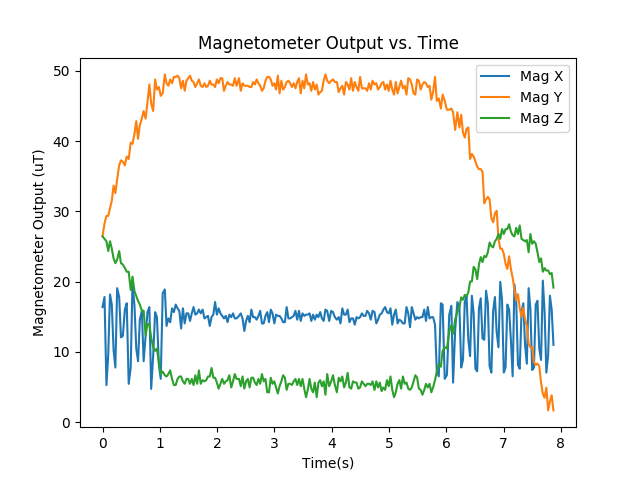 Magnetometer Output vs. Time
Mag X
Mag Y
Mag Z
Magnetometer Output (uT)
50
40
30
20
10
0
0 1 2 3 4 5 6 7 8
Time(s)